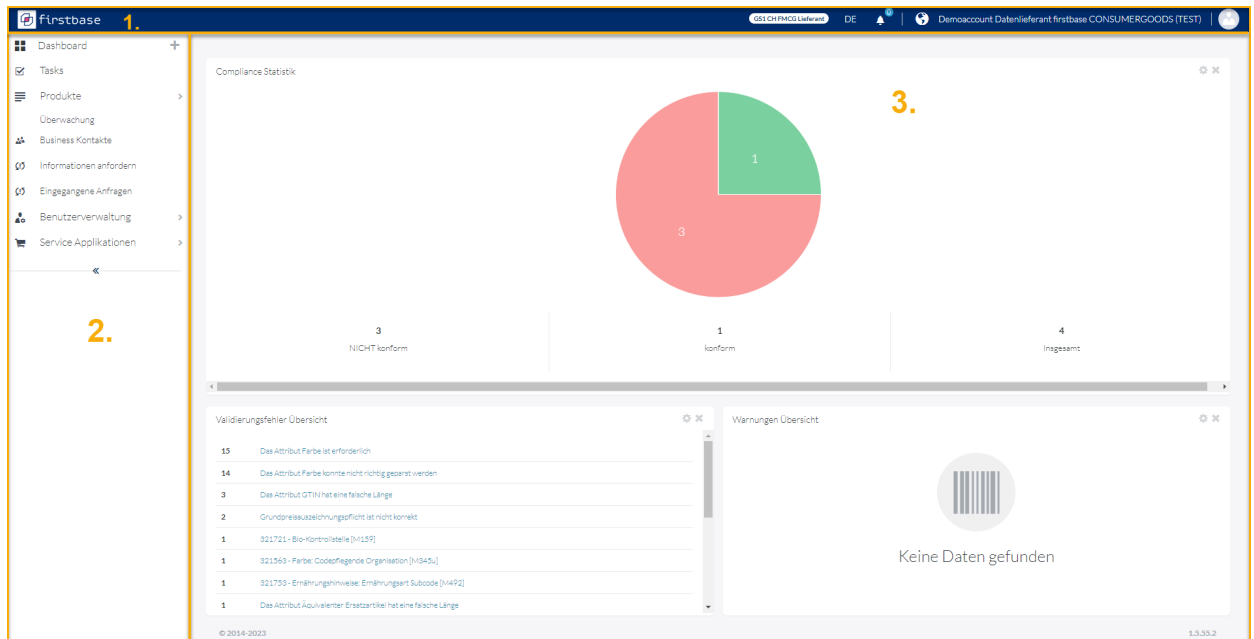 firstbase 1. GS1 CH FMCG Lieferant DE 0 Demoaccount Datenlieferant firstbase CONSUMERGOODS (TEST)
Dashboard
Tasks
Produkte
Überwachung
Business Kontakte
Informationen anfordern
Eingegangene Anfragen
Benutzerverwaltung
Service Applikationen
2.
Compliance Statistik
3.
1
3
3
NICHT konform
1
konform
4
Insgesamt
Validierungsfehler Übersicht
15 Das Attribut Farbe ist erforderlich
14 Das Attribut Farbe konnte nicht richtig geparst werden
3 Das Attribut GTIN hat eine falsche Länge
2 Grundpreisauszeichnungspflicht ist nicht korrekt
1 321721 - Bio-Kontrollstelle [M159]
1 321563 - Farbe: Codepflegende Organisation [M345u]
1 321753 - Ernährungshinweise: Ernährungsart Subcode [M492]
1 Das Attribut Äquivalenter Ersatzartikel hat eine falsche Länge
Warnungen Übersicht
Keine Daten gefunden
© 2014-2023
1.5.55.2